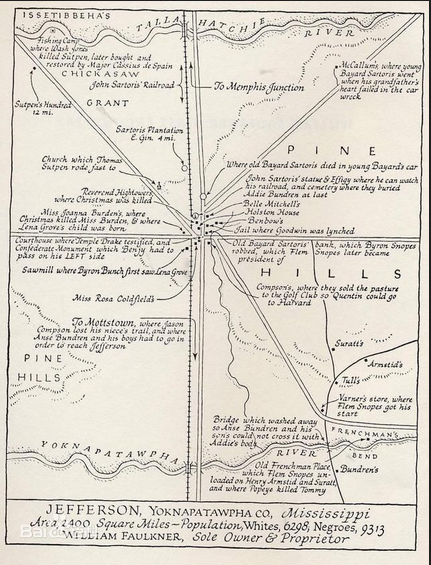 ISSETIBBEHA'S
TALLAHATCHIE
RIVER
Fishing Camp
where Wash Jones
killed Sutpen, later bought and
restored by Major Cassius de Spain
CHICKASAW
John Sartoris' Railroad
GRANT
Sutpen's Hundred
12 mi.
To Memphis Junction
McCallum's, where young
Bayard Sartoris went
when his grandfather's
heart failed in the car
wreck
Sartoris Plantation
& Gin. 4 mi.
PINE
Church which Thomas
Sutpen rode fast to
Where old Bayard Sartoris died in young Bayard's car
Reverend Hightower's,
where Christmas was killed
John Sartoris' statue & Effigy where he can watch
his railroad, and cemetery where they buried
Addie Bundren at last
Belle Mitchell's
Holston House
Benbow's
Jail where Goodwin was lynched
Miss Joanna Burden's, where
Christmas killed Miss Burden, & where
Lena Grove's child was born
Courthouse where Temple Drake testified, and
Confederate Monument which Benjy had to
pass on his LEFT side
Old Bayard Sartoris' bank, which Byron Snopes
robbed, which Flem Snopes later became
president of
HILLS
Sawmill where Byron Bunch first saw Lena Grove
Compson's, where they sold the pasture
to the Golf Club so Quentin could go
to Harvard
Miss Rosa Coldfield's
To Mottstown, where Jason
Compson lost his niece's trail, and where
Anse Bundren and his boys had to go in
order to reach Jefferson
PINE
HILLS
Suratt's
Armstid's
Tull's
Varner's store, where
Flem Snopes got his
start
Bridge which washed away
so Anse Bundren and his
sons could not cross it with
Addie's body
FRENCHMAN'S
BEND
YOKNAPATAWPHA
RIVER
Old Frenchman Place,
which Flem Snopes un-
loaded on Henry Armstid and Suratt,
and where Popeye killed Tommy
Bundren's
JEFFERSON, YOKNAPATAWPHA CO., Mississippi
Area, 2400 Square Miles – Population, Whites, 6298; Negroes, 9313
WILLIAM FAULKNER, Sole Owner & Proprietor